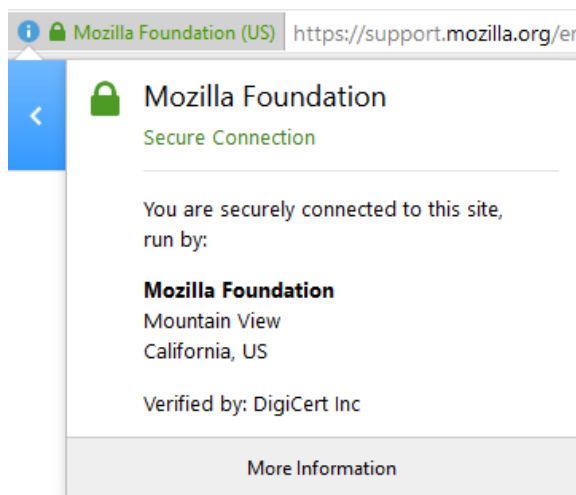 Mozilla Foundation (US) https://support.mozilla.org/en
Mozilla Foundation
Secure Connection
You are securely connected to this site,
run by:
Mozilla Foundation
Mountain View
California, US
Verified by: DigiCert Inc
More Information